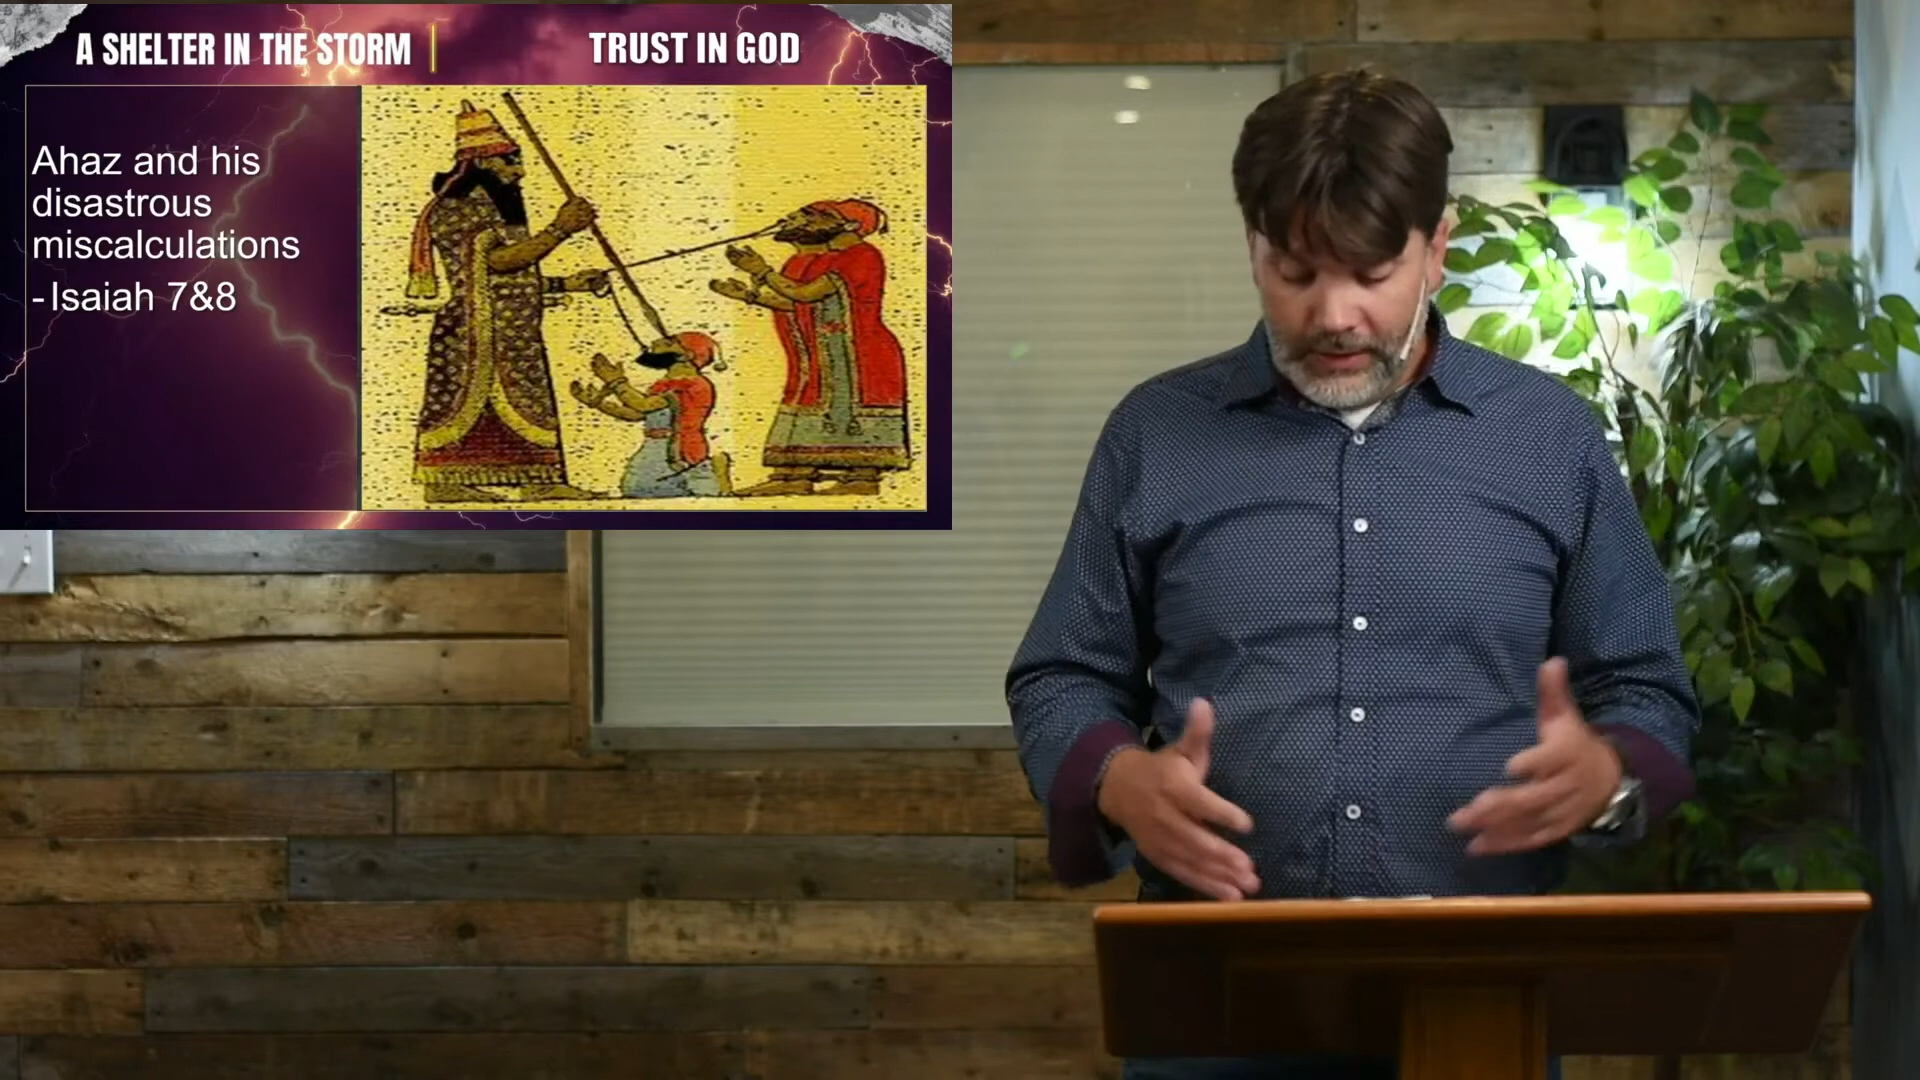 A SHELTER IN THE STORM
TRUST IN GOD
Ahaz and his
disastrous
miscalculations
- Isaiah 7&8